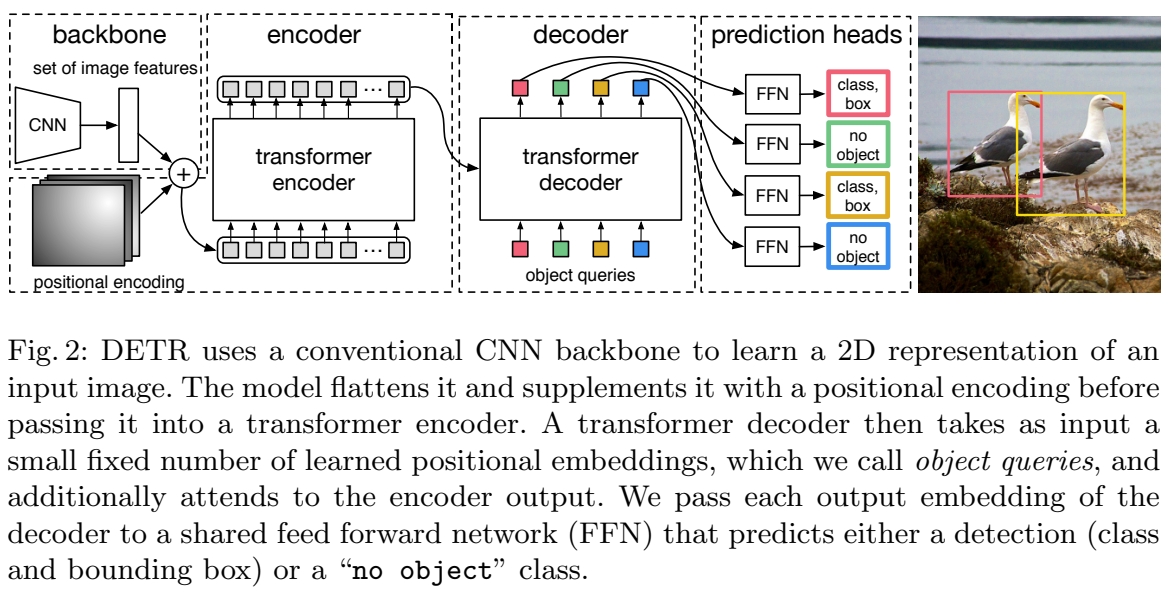 backbone
set of image features
CNN
+
positional encoding
encoder
...
transformer
encoder
...
decoder
transformer
decoder
object queries
prediction heads
FFN
class,
box
FFN
no
object
FFN
class,
box
FFN
no
object
Fig. 2: DETR uses a conventional CNN backbone to learn a 2D representation of an
input image. The model flattens it and supplements it with a positional encoding before
passing it into a transformer encoder. A transformer decoder then takes as input a
small fixed number of learned positional embeddings, which we call object queries, and
additionally attends to the encoder output. We pass each output embedding of the
decoder to a shared feed forward network (FFN) that predicts either a detection (class
and bounding box) or a “no object” class.